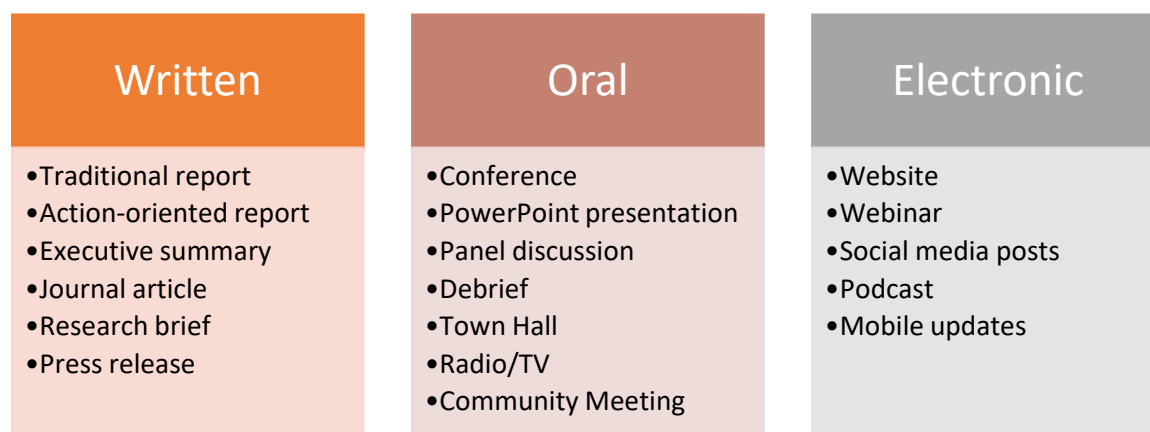 Written
•Traditional report
•Action-oriented report
•Executive summary
•Journal article
•Research brief
•Press release
Oral
•Conference
•PowerPoint presentation
•Panel discussion
•Debrief
•Town Hall
•Radio/TV
•Community Meeting
Electronic
•Website
•Webinar
•Social media posts
•Podcast
•Mobile updates